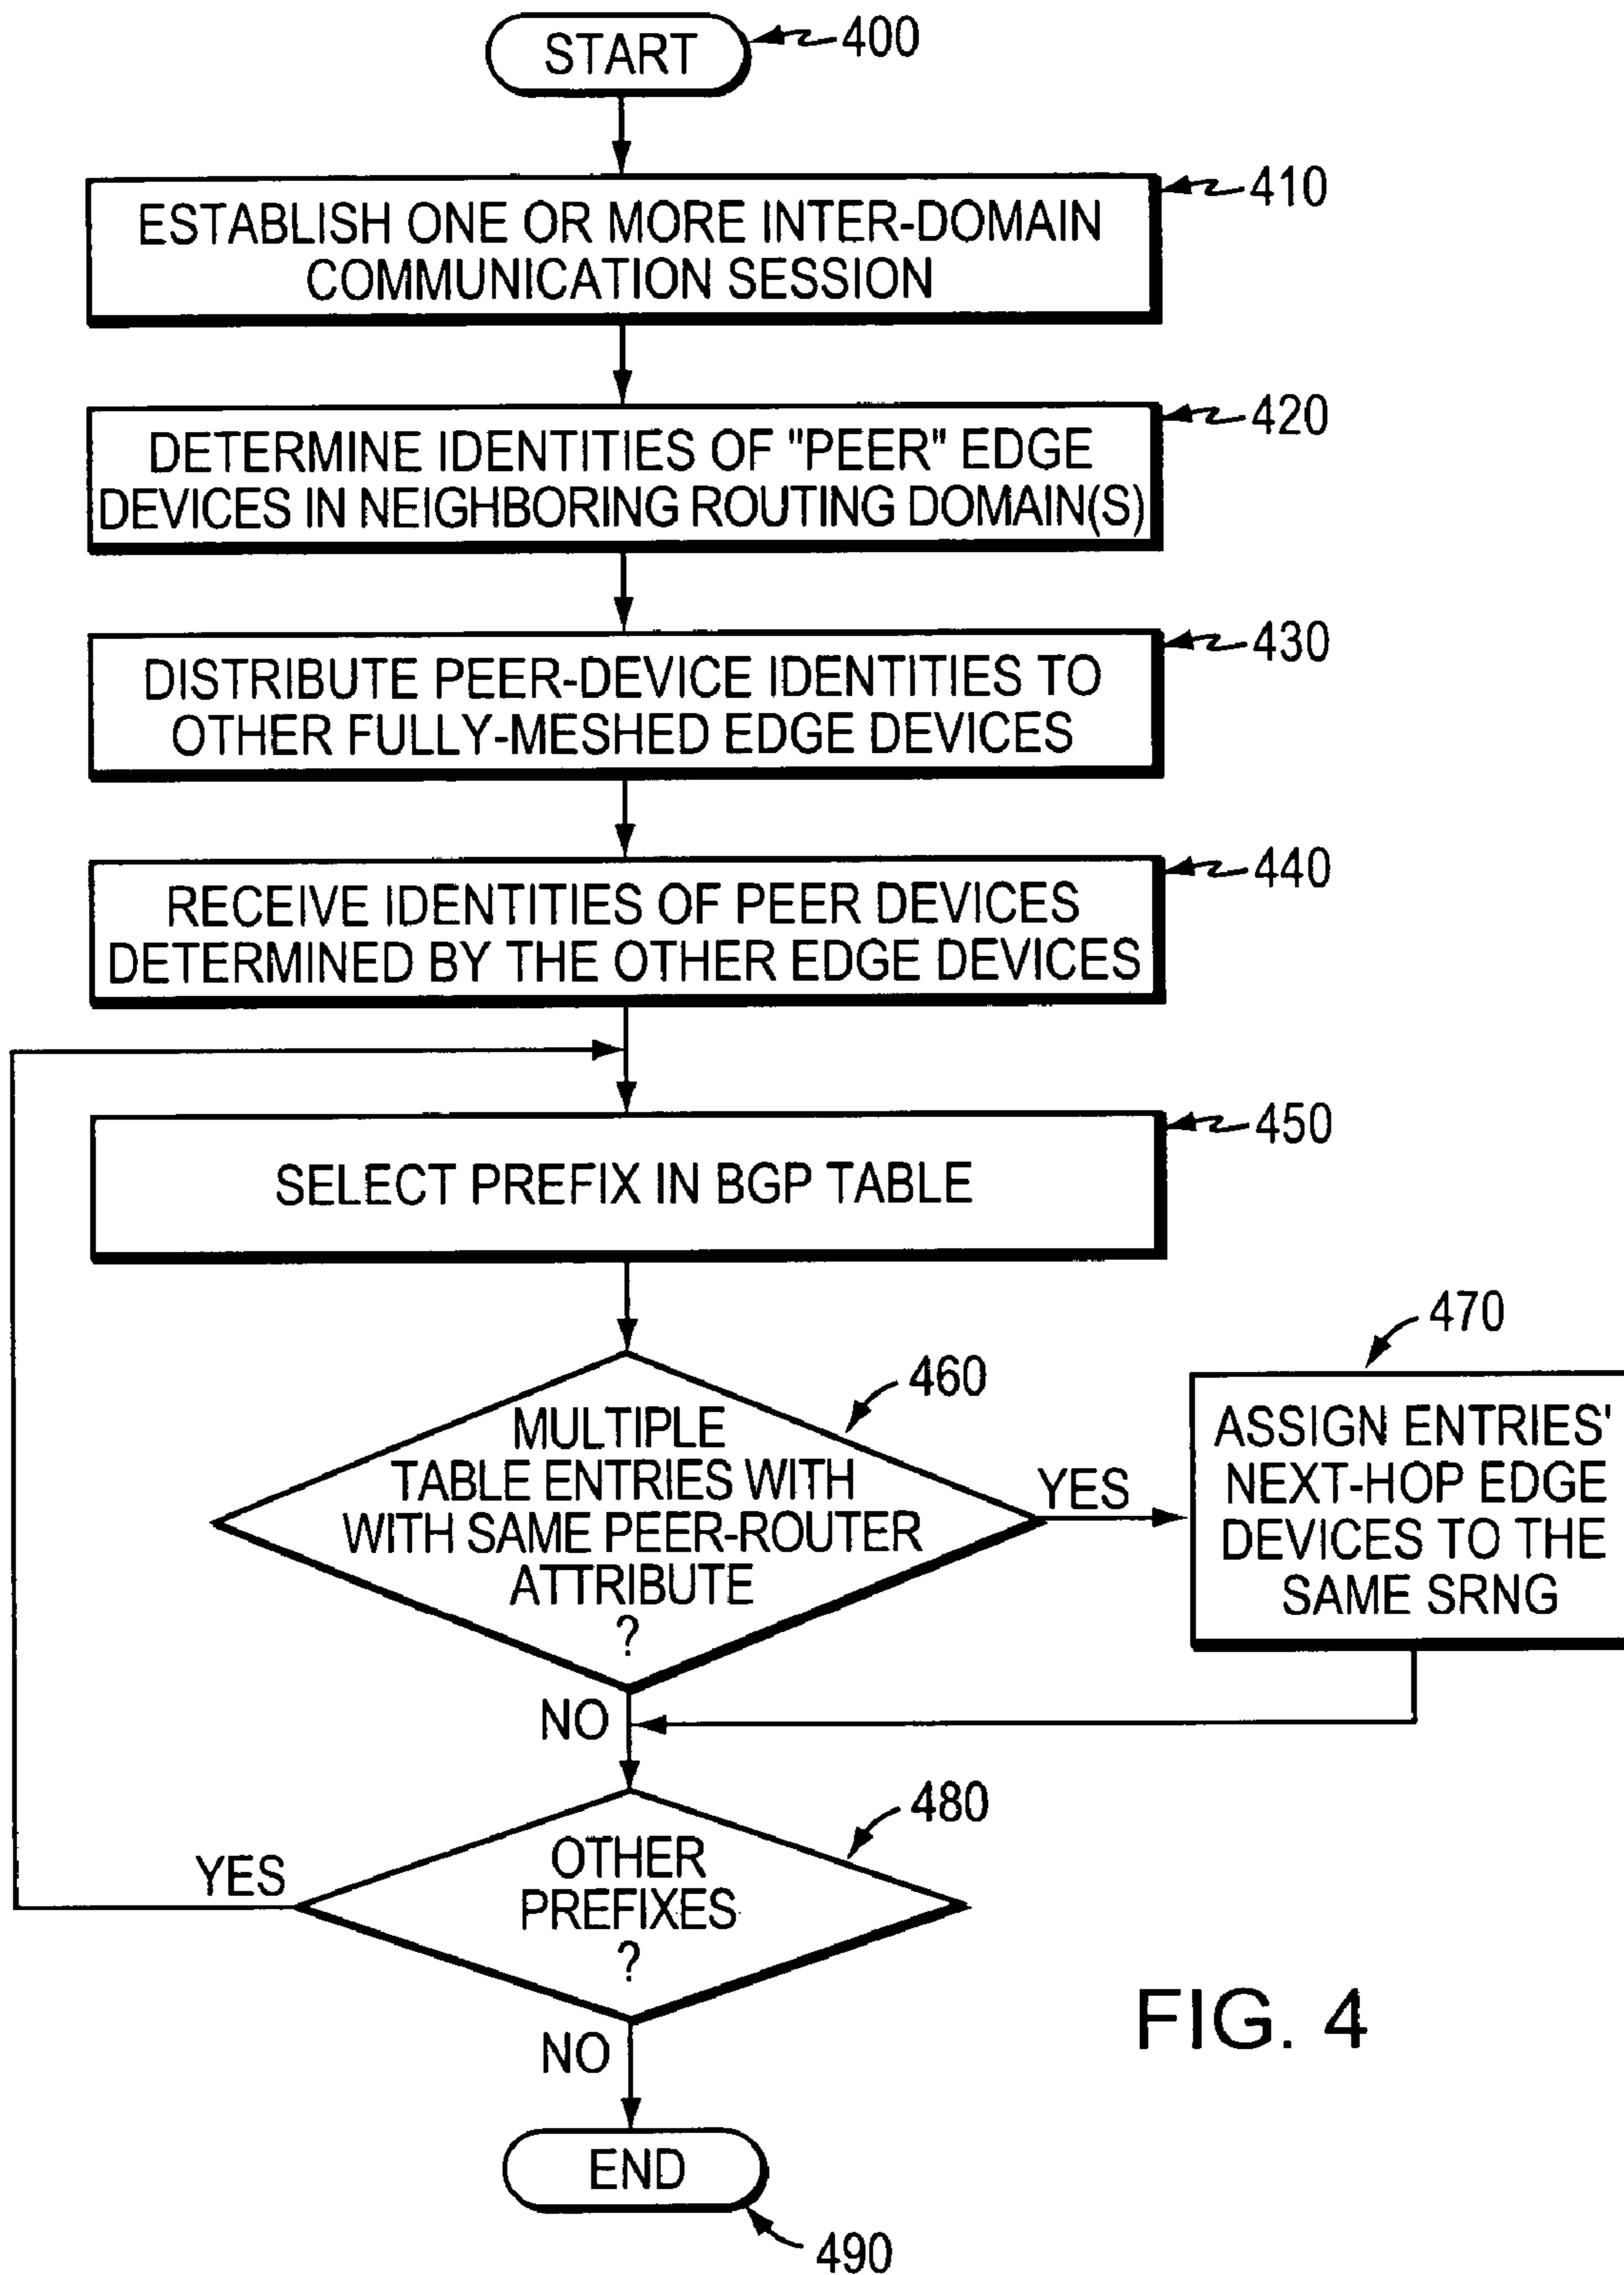 START
400
410
ESTABLISH ONE OR MORE INTER-DOMAIN
COMMUNICATION SESSION
420
DETERMINE IDENTITIES OF "PEER" EDGE
DEVICES IN NEIGHBORING ROUTING DOMAIN(S)
430
DISTRIBUTE PEER-DEVICE IDENTITIES TO
OTHER FULLY-MESHED EDGE DEVICES
440
RECEIVE IDENTITIES OF PEER DEVICES
DETERMINED BY THE OTHER EDGE DEVICES
450
SELECT PREFIX IN BGP TABLE
460
MULTIPLE
TABLE ENTRIES WITH
WITH SAME PEER-ROUTER
ATTRIBUTE
?
YES
470
ASSIGN ENTRIES'
NEXT-HOP EDGE
DEVICES TO THE
SAME SRNG
NO
480
OTHER
PREFIXES
?
YES
NO
END
490
FIG. 4